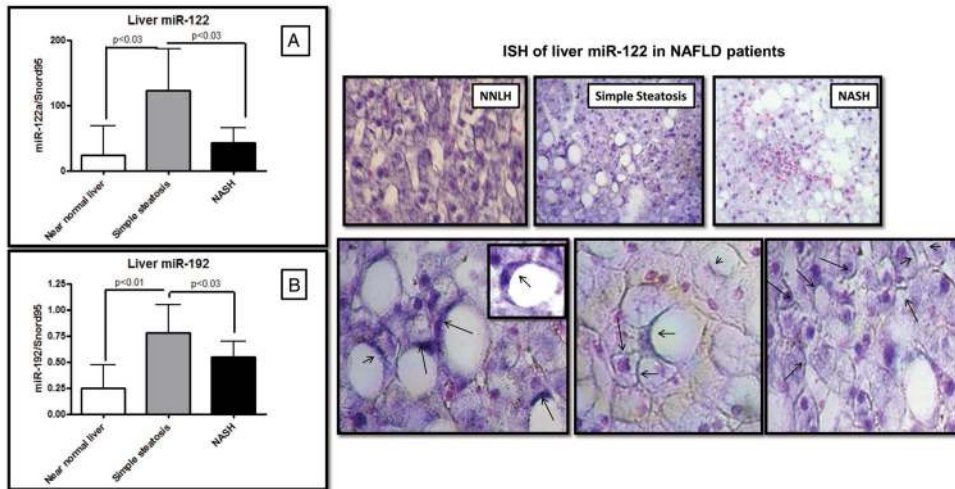 Liver miR-122
A
p<0.03
p<0.03
miR-122a/Snord95
200
100
0
Near normal liver
Simple steatosis
NASH
Liver miR-192
B
p<0.01
p<0.03
miR-192/Snord95
1.25
1.00
0.75
0.50
0.25
0.00
Near normal liver
Simple steatosis
NASH
ISH of liver miR-122 in NAFLD patients
NNLH
Simple Steatosis
NASH